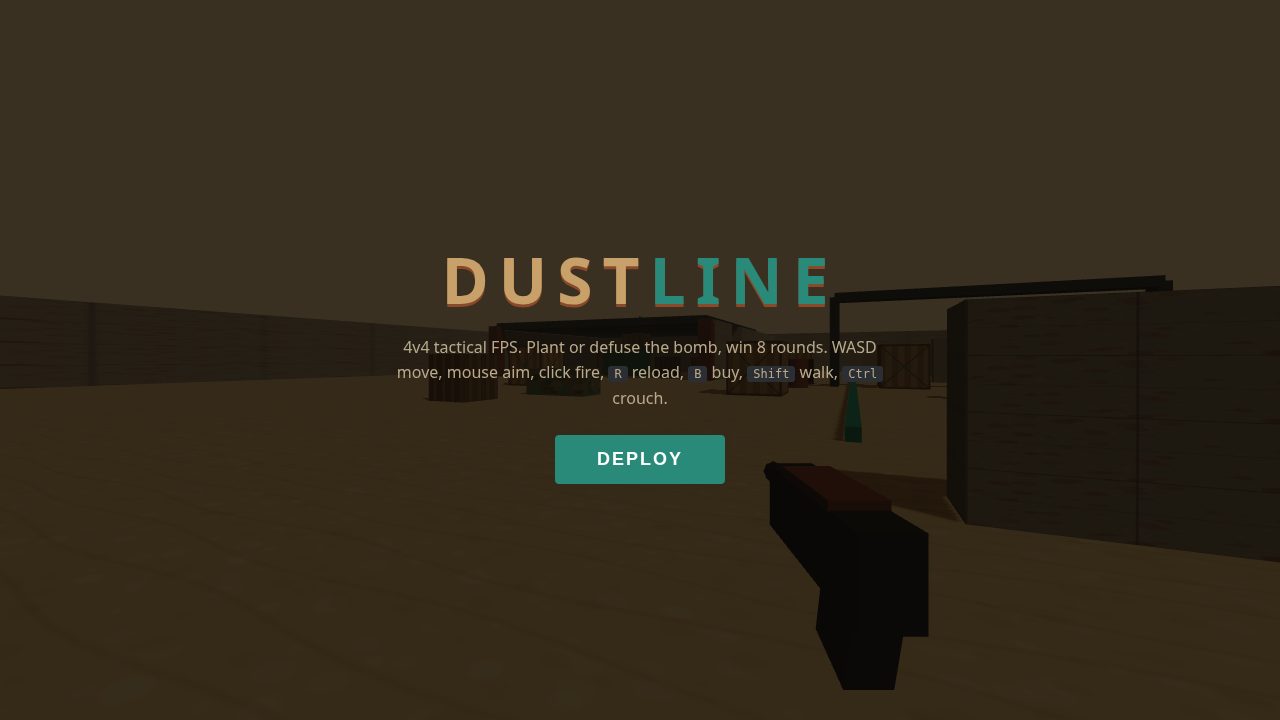 DUSTLINE
4v4 tactical FPS. Plant or defuse the bomb, win 8 rounds. WASD
move, mouse aim, click fire, R reload, B buy, Shift walk, Ctrl
crouch.
DEPLOY